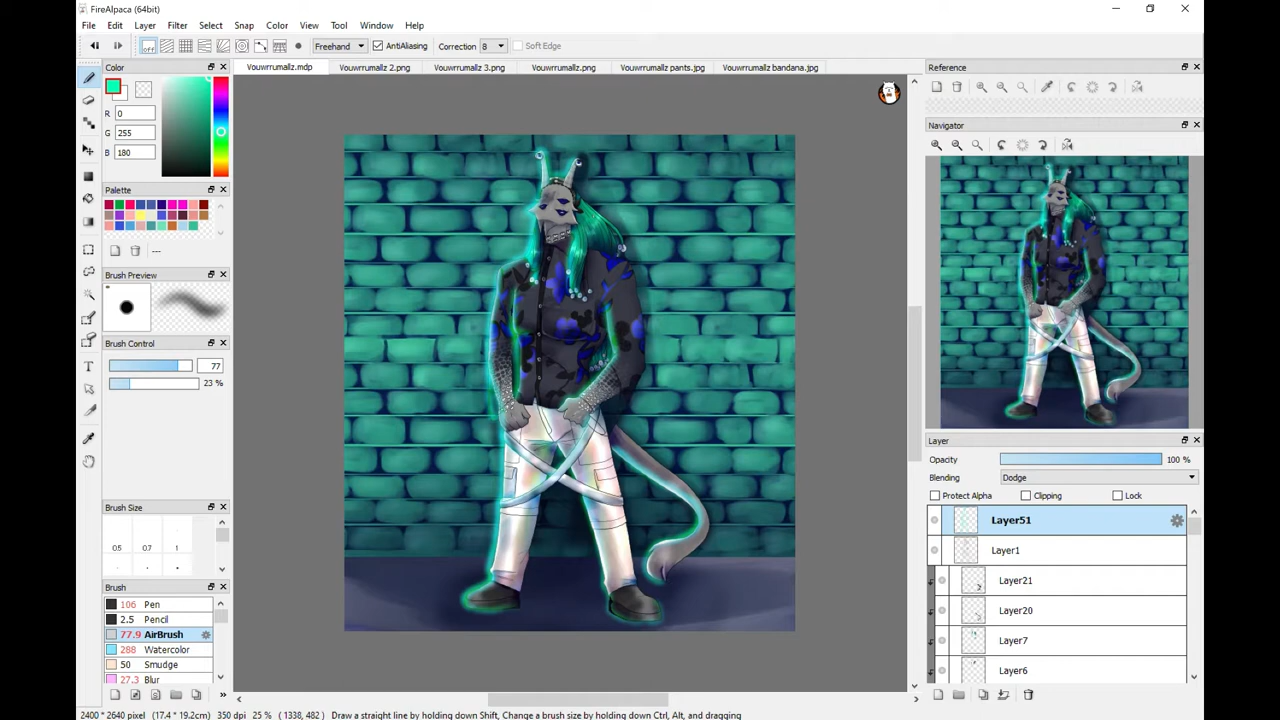 FireAlpaca (64bit)
File Edit Layer Filter Select Snap Color View Tool Window Help
off Freehand AntiAliasing Correction 8 Soft Edge
Color Vouwrrumallz.mdp Vouwrrumallz 2.png Vouwrrumallz 3.png Vouwrrumallz.png Vouwrrumallz pants.jpg Vouwrrumallz bandana.jpg Reference
R 0
G 255
B 180
Navigator
Palette
---
Brush Preview
Brush Control
77
23 %
Layer
Opacity 100 %
Blending Dodge
Protect Alpha Clipping Lock
Brush Size
0.5 0.7 1
Layer51
Layer1
Layer21
Layer20
Layer7
Layer6
Brush
106 Pen
2.5 Pencil
77.9 AirBrush
288 Watercolor
50 Smudge
27.3 Blur
2400 * 2640 pixel (17.4 * 19.2cm) 350 dpi 25 % ( 1338, 482 ) Draw a straight line by holding down Shift, Change a brush size by holding down Ctrl, Alt, and dragging